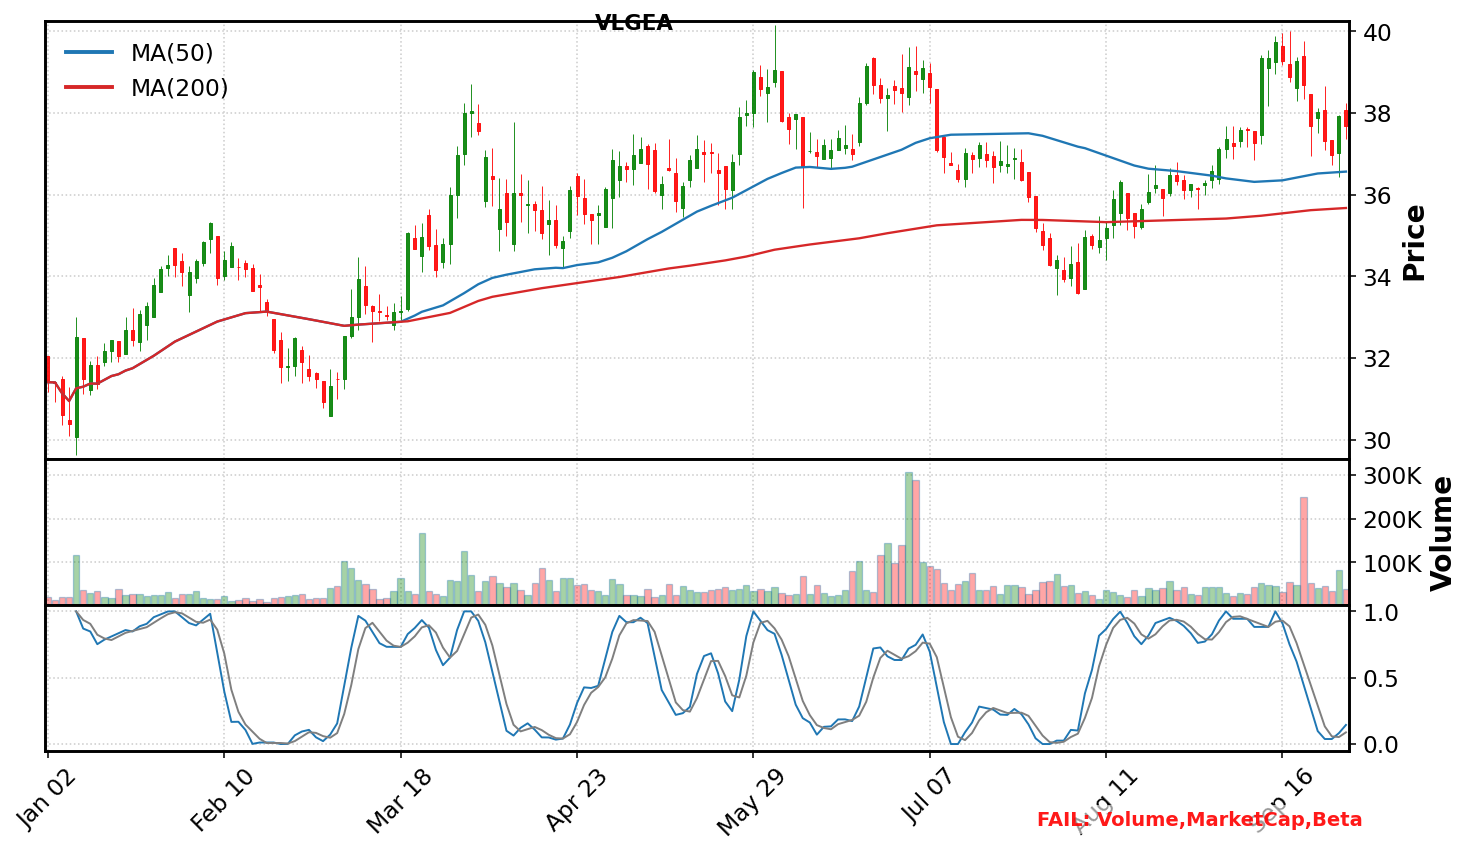 VLGEA
MA(50)
MA(200)
40
38
36
34
32
30
Price
300K
200K
100K
Volume
1.0
0.5
0.0
Jan 02
Feb 10
Mar 18
Apr 23
May 29
Jul 07
Aug 11
Sep 16
FAIL: Volume,MarketCap,Beta